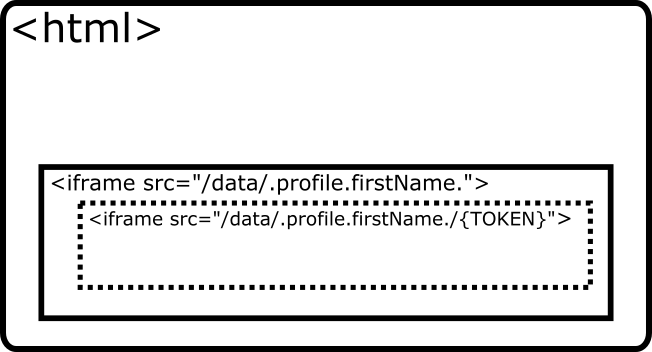 <html>
<iframe src="/data/.profile.firstName.">
<iframe src="/data/.profile.firstName./{TOKEN}">